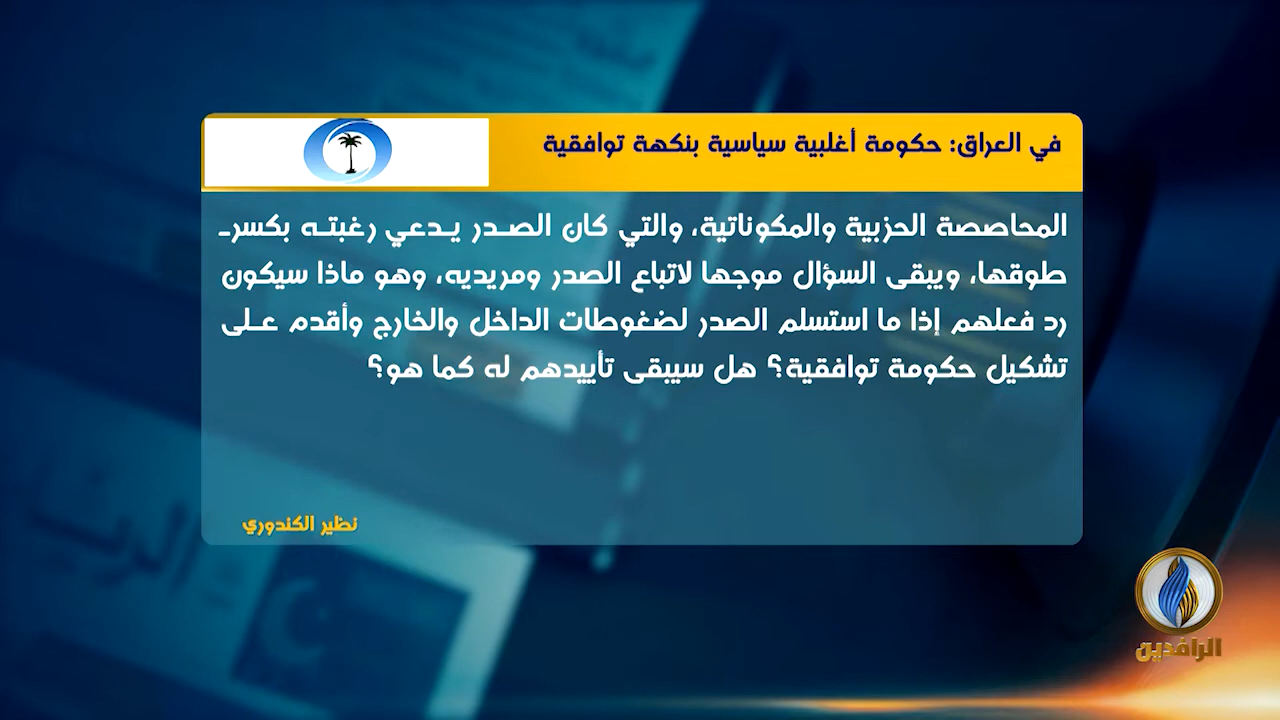 في العراق: حكومة أغلبية سياسية بنكهة توافقية
المحاصصة الحزبية والمكوناتية، والتي كان الصدر يدعي رغبته بكسر
طوقها، ويبقى السؤال موجها لاتباع الصدر ومريديه، وهو ماذا سيكون
رد فعلهم إذا ما استسلم الصدر لضغوطات الداخل والخارج وأقدم على
تشكيل حكومة توافقية؟ هل سيبقى تأييدهم له كما هو؟
نظير الكندوري
الرافدين